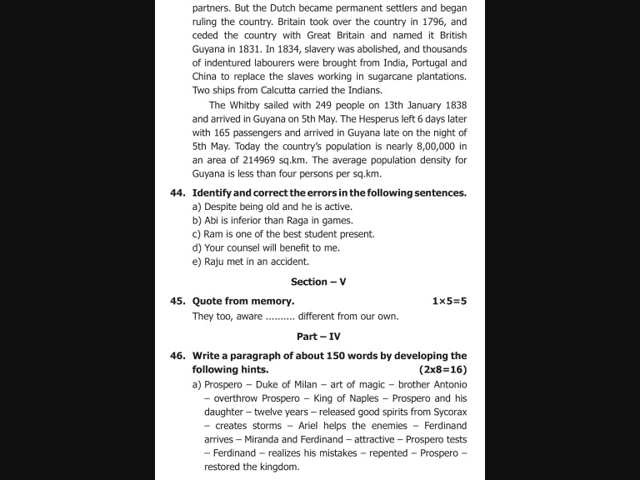 partners. But the Dutch became permanent settlers and began
ruling the country. Britain took over the country in 1796, and
ceded the country with Great Britain and named it British
Guyana in 1831. In 1834, slavery was abolished, and thousands
of indentured labourers were brought from India, Portugal and
China to replace the slaves working in sugarcane plantations.
Two ships from Calcutta carried the Indians.
The Whitby sailed with 249 people on 13th January 1838
and arrived in Guyana on 5th May. The Hesperus left 6 days later
with 165 passengers and arrived in Guyana late on the night of
5th May. Today the country's population is nearly 8,00,000 in
an area of 214969 sq.km. The average population density for
Guyana is less than four persons per sq.km.
44. Identify and correct the errors in the following sentences.
a) Despite being old and he is active.
b) Abi is inferior than Raga in games.
c) Ram is one of the best student present.
d) Your counsel will benefit to me.
e) Raju met in an accident.
Section – V
45. Quote from memory. 1×5=5
They too, aware .......... different from our own.
Part – IV
46. Write a paragraph of about 150 words by developing the
following hints. (2x8=16)
a) Prospero – Duke of Milan – art of magic – brother Antonio
– overthrow Prospero – King of Naples – Prospero and his
daughter – twelve years – released good spirits from Sycorax
– creates storms – Ariel helps the enemies – Ferdinand
arrives – Miranda and Ferdinand – attractive – Prospero tests
– Ferdinand – realizes his mistakes – repented – Prospero –
restored the kingdom.